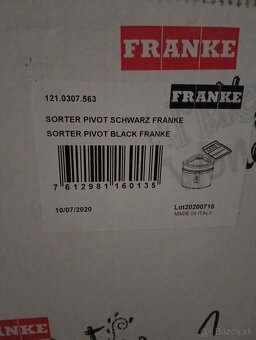 FRANKE
121.0307.563
FRANKE
SORTER PIVOT SCHWARZ FRANKE
SORTER PIVOT BLACK FRANKE
7 612981 160135
10/07/2020
Lot20200710
MADE IN ITALY
FRANKE
Bazos.sk